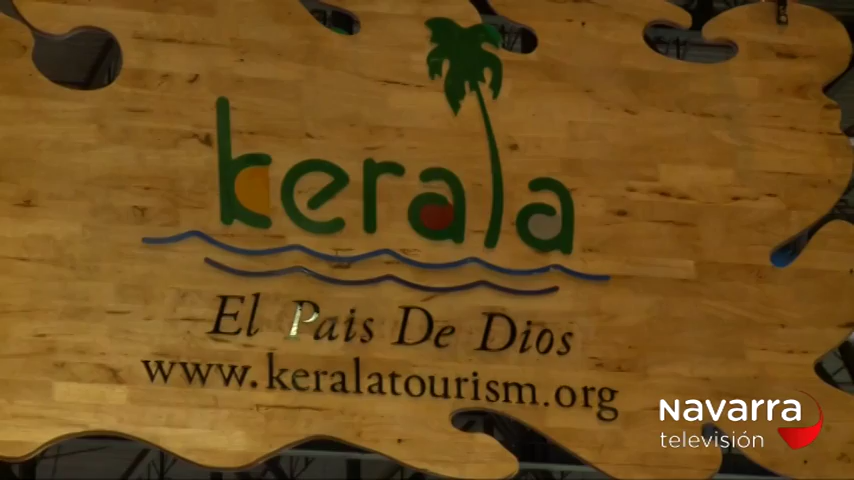 kerala
El Pais De Dios
www.keralatourism.org
Navarra
televisión